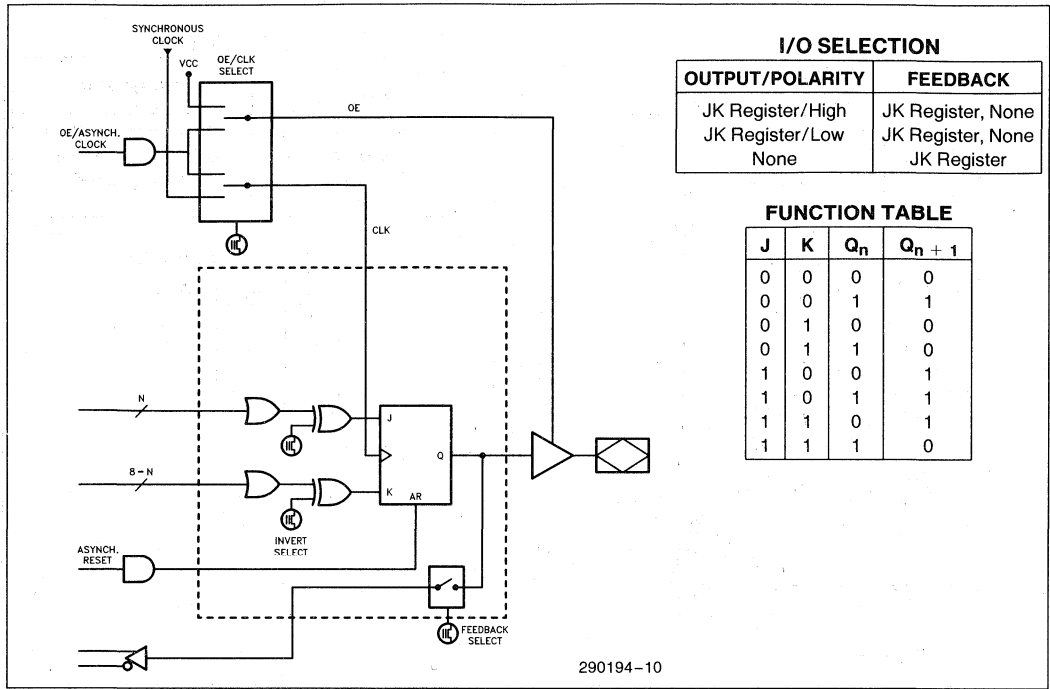 SYNCHRONOUS
CLOCK
VCC
OE/CLK
SELECT
OE
OE/ASYNCH.
CLOCK
CLK
N
J
8 – N
Q
K
AR
INVERT
SELECT
ASYNCH.
RESET
FEEDBACK
SELECT
290194–10
I/O SELECTION
OUTPUT/POLARITY FEEDBACK
JK Register/High JK Register, None
JK Register/Low JK Register, None
None JK Register
FUNCTION TABLE
J K Qn Qn + 1
0 0 0 0
0 0 1 1
0 1 0 0
0 1 1 0
1 0 0 1
1 0 1 1
1 1 0 1
1 1 1 0